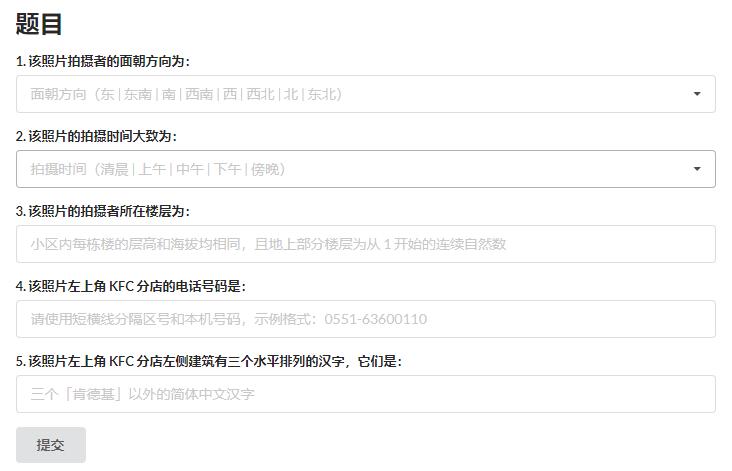 题目
1. 该照片拍摄者的面朝方向为：
面朝方向（东 | 东南 | 南 | 西南 | 西 | 西北 | 北 | 东北）
2. 该照片的拍摄时间大致为：
拍摄时间（清晨 | 上午 | 中午 | 下午 | 傍晚）
3. 该照片的拍摄者所在楼层为：
小区内每栋楼的层高和海拔均相同，且地上部分楼层为从 1 开始的连续自然数
4. 该照片左上角 KFC 分店的电话号码是：
请使用短横线分隔区号和本机号码，示例格式：0551-63600110
5. 该照片左上角 KFC 分店左侧建筑有三个水平排列的汉字，它们是：
三个「肯德基」以外的简体中文汉字
提交